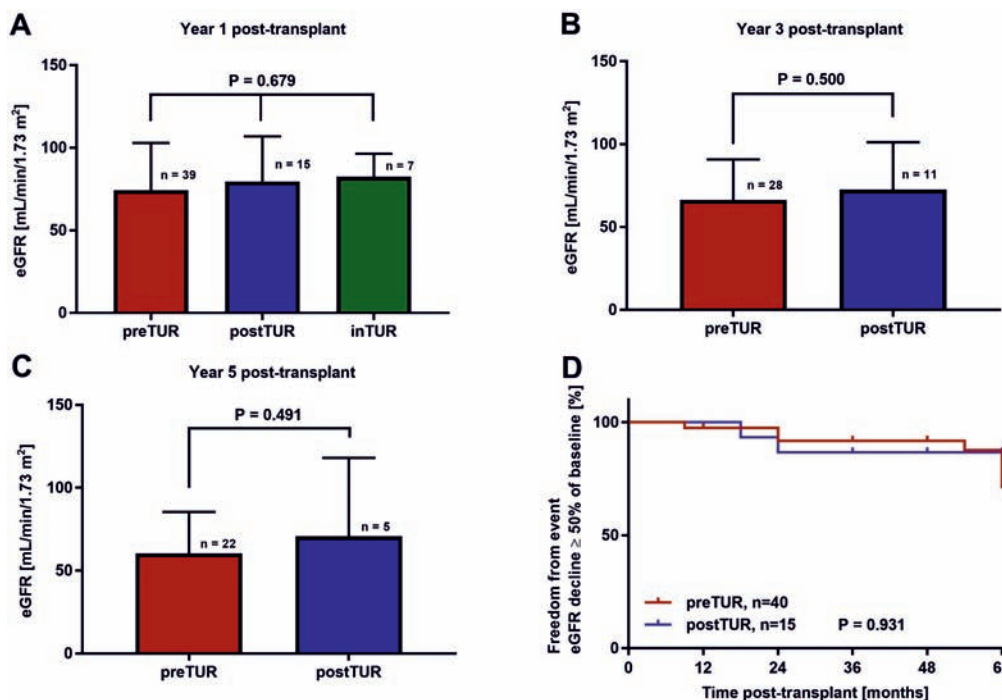 A
Year 1 post-transplant
eGFR [mL/min/1.73 m²]
150
100
50
0
P = 0.679
n = 39
n = 15
n = 7
preTUR
postTUR
inTUR
B
Year 3 post-transplant
eGFR [mL/min/1.73 m²]
150
100
50
0
P = 0.500
n = 28
n = 11
preTUR
postTUR
C
Year 5 post-transplant
eGFR [mL/min/1.73 m²]
150
100
50
0
P = 0.491
n = 22
n = 5
preTUR
postTUR
D
Freedom from event
eGFR decline ≥ 50% of baseline [%]
100
50
0
preTUR, n=40
postTUR, n=15
P = 0.931
0
12
24
36
48
Time post-transplant [months]